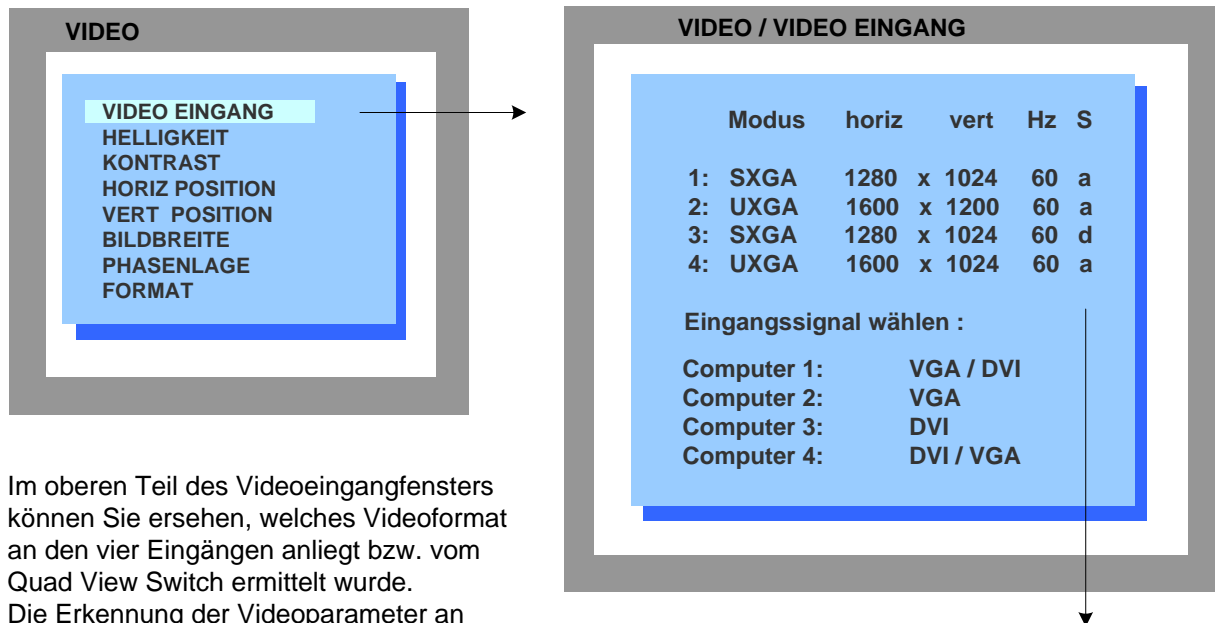 VIDEO
VIDEO EINGANG
HELLIGKEIT
KONTRAST
HORIZ POSITION
VERT POSITION
BILDBREITE
PHASENLAGE
FORMAT
VIDEO / VIDEO EINGANG
Modus horiz vert Hz S
1: SXGA 1280 x 1024 60 a
2: UXGA 1600 x 1200 60 a
3: SXGA 1280 x 1024 60 d
4: UXGA 1600 x 1024 60 a
Eingangssignal wählen :
Computer 1: VGA / DVI
Computer 2: VGA
Computer 3: DVI
Computer 4: DVI / VGA
Im oberen Teil des Videoeingangfensters
können Sie ersehen, welches Videoformat
an den vier Eingängen anliegt bzw. vom
Quad View Switch ermittelt wurde.
Die Erkennung der Videoparameter an